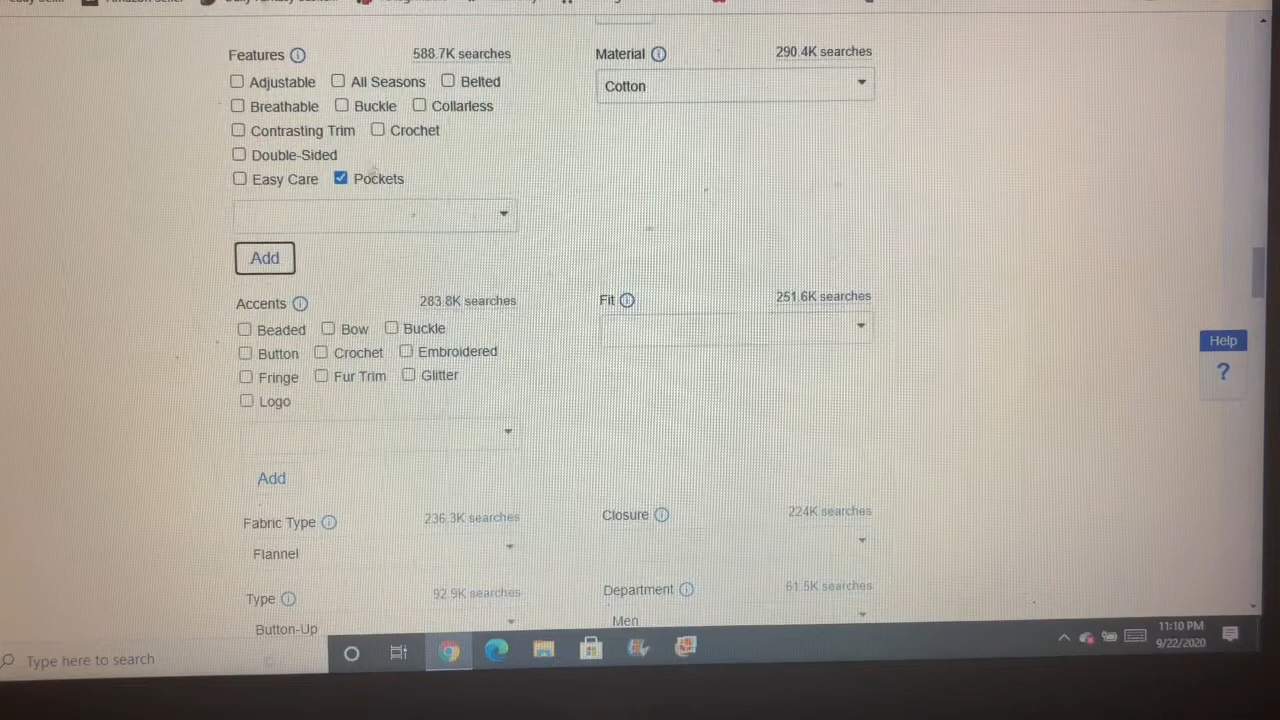 Features 588.7K searches
Material 290.4K searches
Adjustable All Seasons Belted
Cotton
Breathable Buckle Collarless
Contrasting Trim Crochet
Double-Sided
Easy Care Pockets
Add
Accents 283.8K searches
Fit 251.6K searches
Beaded Bow Buckle
Button Crochet Embroidered
Fringe Fur Trim Glitter
Logo
Help
?
Add
Fabric Type 236.3K searches
Closure 224K searches
Flannel
Type 92.9K searches
Department 61.5K searches
Button-Up
Men
Type here to search
11:10 PM
9/22/2020